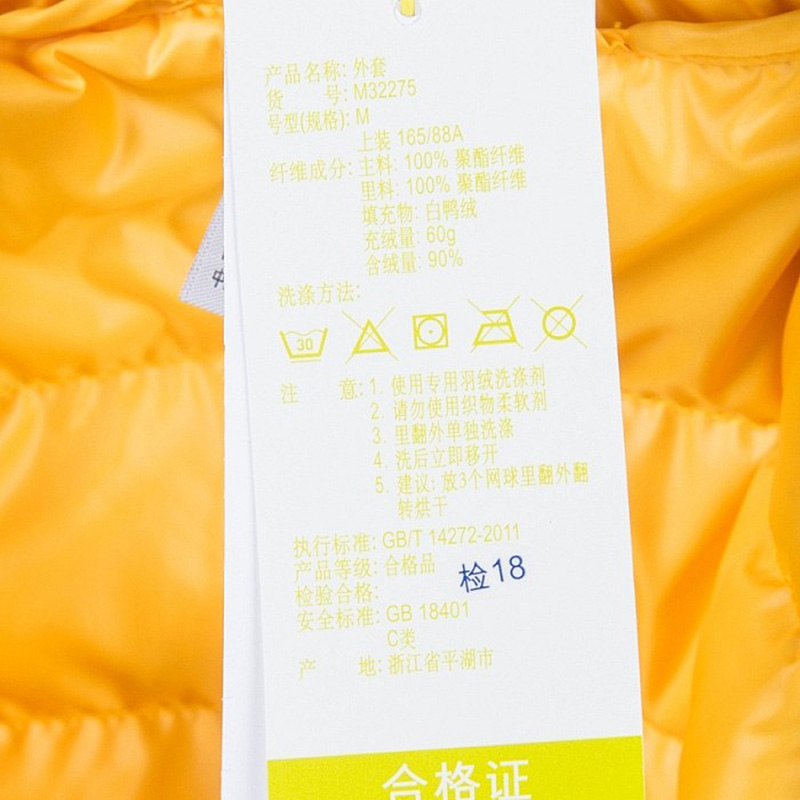 产品名称: 外套
货 号: M32275
号型(规格): M
上装 165/88A
纤维成分: 主料: 100% 聚酯纤维
里料: 100% 聚酯纤维
填充物: 白鸭绒
充绒量: 60g
含绒量: 90%
洗涤方法:
30
注 意: 1. 使用专用羽绒洗涤剂
2. 请勿使用织物柔软剂
3. 里翻外单独洗涤
4. 洗后立即移开
5. 建议: 放3个网球里翻外翻
转烘干
执行标准: GB/T 14272-2011
产品等级: 合格品
检验合格: 检18
安全标准: GB 18401
C类
产 地: 浙江省平湖市
合格证
中